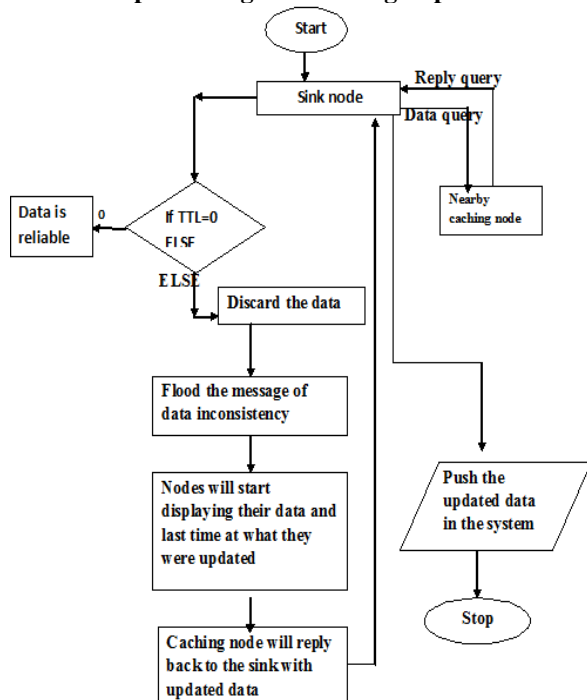 Start
Sink node
Reply query
Data query
Nearby
caching node
Data is
reliable
0
If TTL=0
ELSE
ELSE
Discard the data
Flood the message of
data inconsistency
Nodes will start
displaying their data and
last time at what they
were updated
Caching node will reply
back to the sink with
updated data
Push the
updated data
in the system
Stop